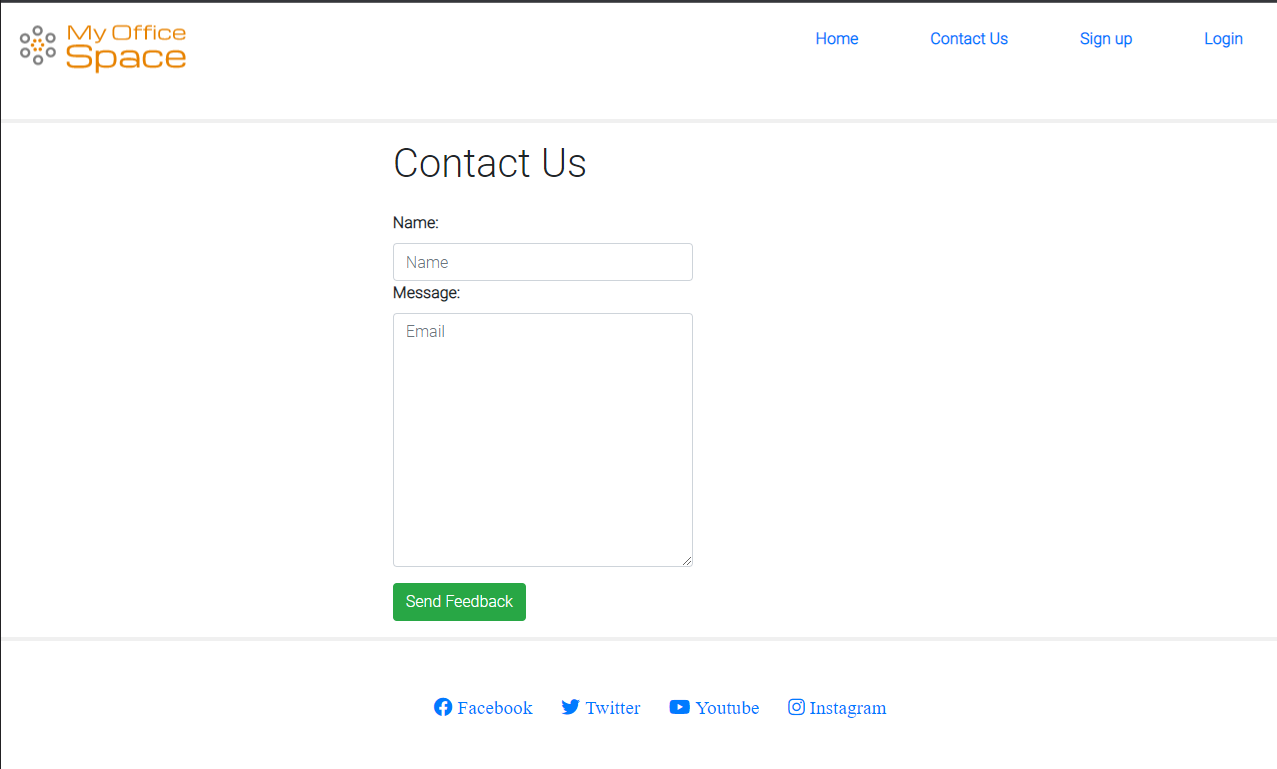 My Office
Space
Home Contact Us Sign up Login
Contact Us
Name:
Name
Message:
Email
Send Feedback
Facebook Twitter Youtube Instagram